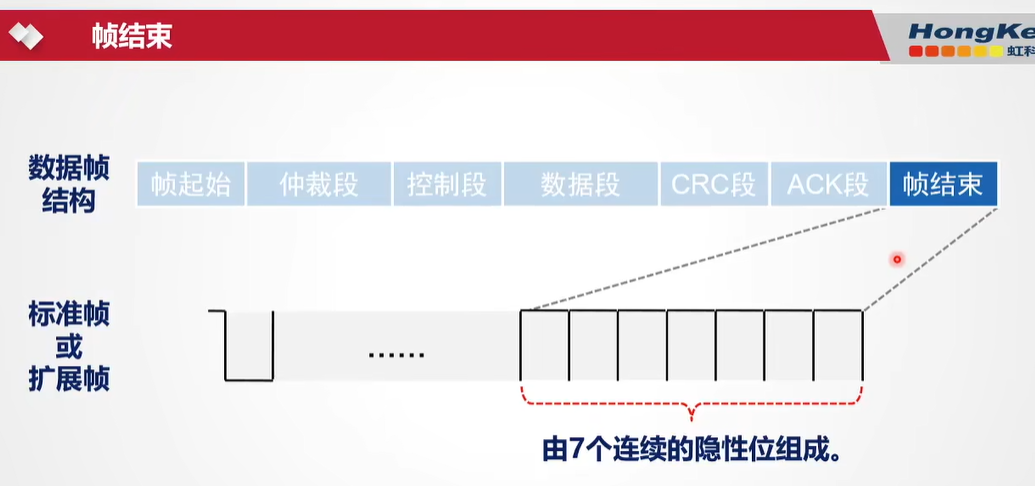 帧结束
HongKe
虹科
数据帧
结构
帧起始 仲裁段 控制段 数据段 CRC段 ACK段 帧结束
标准帧
或
扩展帧
......
由7个连续的隐性位组成。